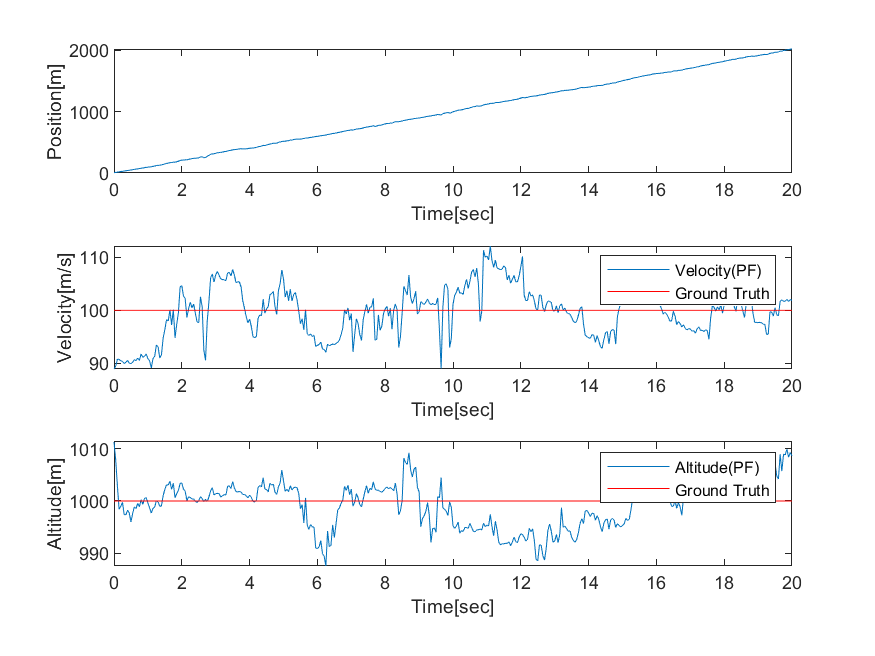 2000
1000
0
Position[m]
0 2 4 6 8 10 12 14 16 18 20
Time[sec]
110
100
90
Velocity[m/s]
Velocity(PF)
Ground Truth
0 2 4 6 8 10 12 14 16 18 20
Time[sec]
1010
1000
990
Altitude[m]
Altitude(PF)
Ground Truth
0 2 4 6 8 10 12 14 16 18 20
Time[sec]